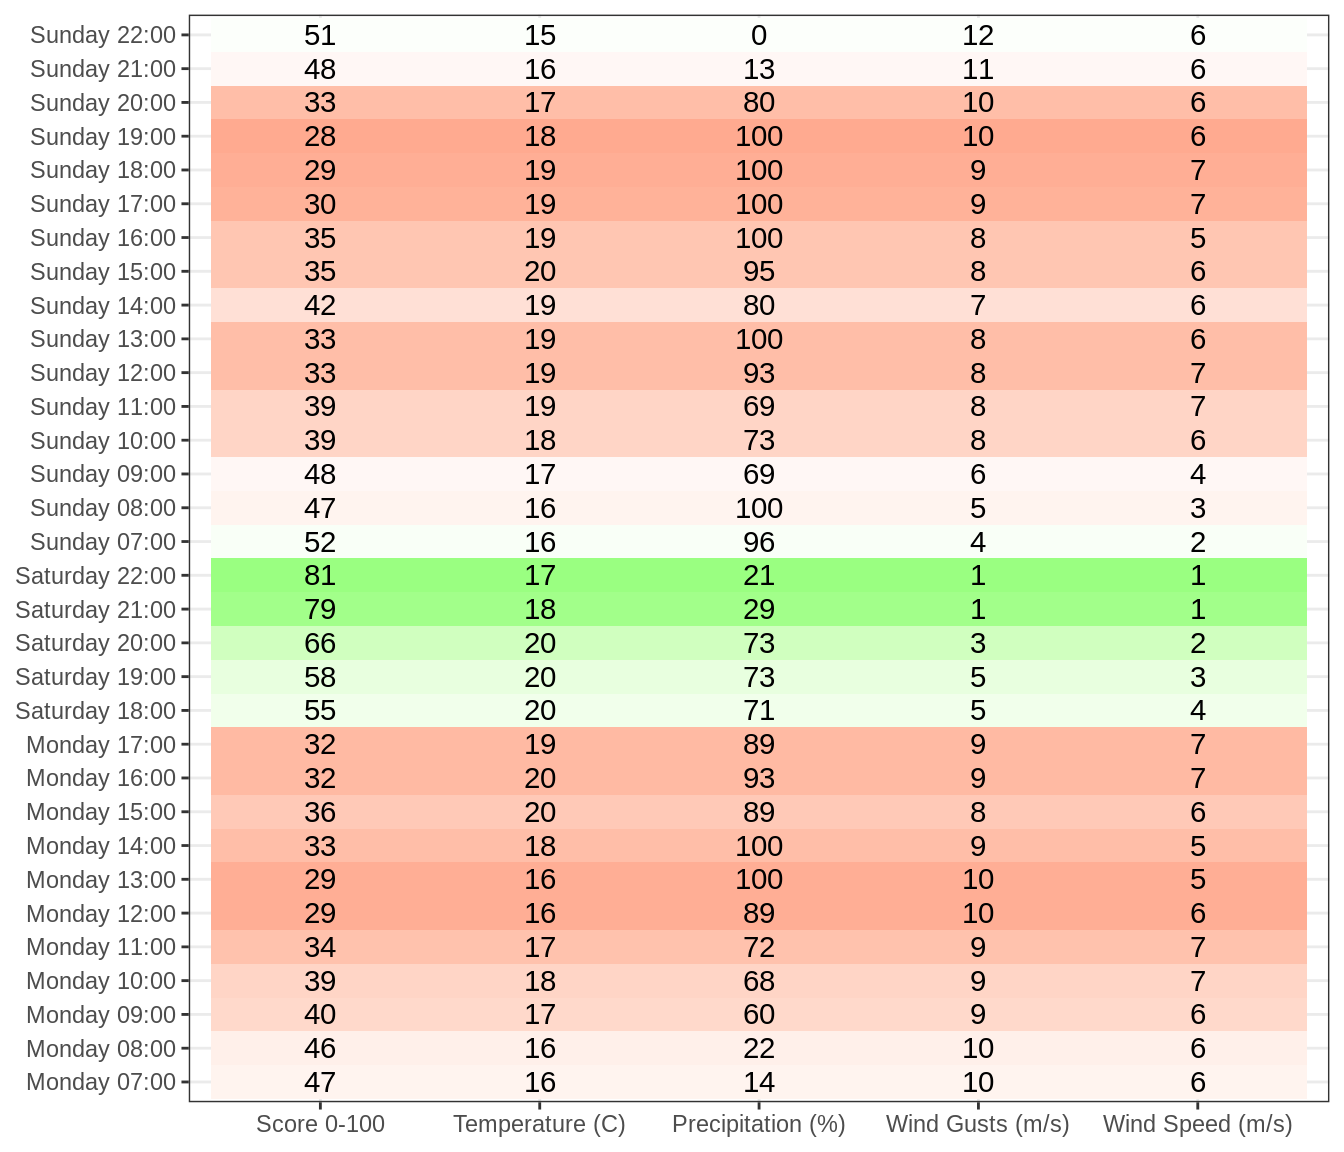 Sunday 22:00 51 15 0 12 6
Sunday 21:00 48 16 13 11 6
Sunday 20:00 33 17 80 10 6
Sunday 19:00 28 18 100 10 6
Sunday 18:00 29 19 100 9 7
Sunday 17:00 30 19 100 9 7
Sunday 16:00 35 19 100 8 5
Sunday 15:00 35 20 95 8 6
Sunday 14:00 42 19 80 7 6
Sunday 13:00 33 19 100 8 6
Sunday 12:00 33 19 93 8 7
Sunday 11:00 39 19 69 8 7
Sunday 10:00 39 18 73 8 6
Sunday 09:00 48 17 69 6 4
Sunday 08:00 47 16 100 5 3
Sunday 07:00 52 16 96 4 2
Saturday 22:00 81 17 21 1 1
Saturday 21:00 79 18 29 1 1
Saturday 20:00 66 20 73 3 2
Saturday 19:00 58 20 73 5 3
Saturday 18:00 55 20 71 5 4
Monday 17:00 32 19 89 9 7
Monday 16:00 32 20 93 9 7
Monday 15:00 36 20 89 8 6
Monday 14:00 33 18 100 9 5
Monday 13:00 29 16 100 10 5
Monday 12:00 29 16 89 10 6
Monday 11:00 34 17 72 9 7
Monday 10:00 39 18 68 9 7
Monday 09:00 40 17 60 9 6
Monday 08:00 46 16 22 10 6
Monday 07:00 47 16 14 10 6
Score 0-100 Temperature (C) Precipitation (%) Wind Gusts (m/s) Wind Speed (m/s)